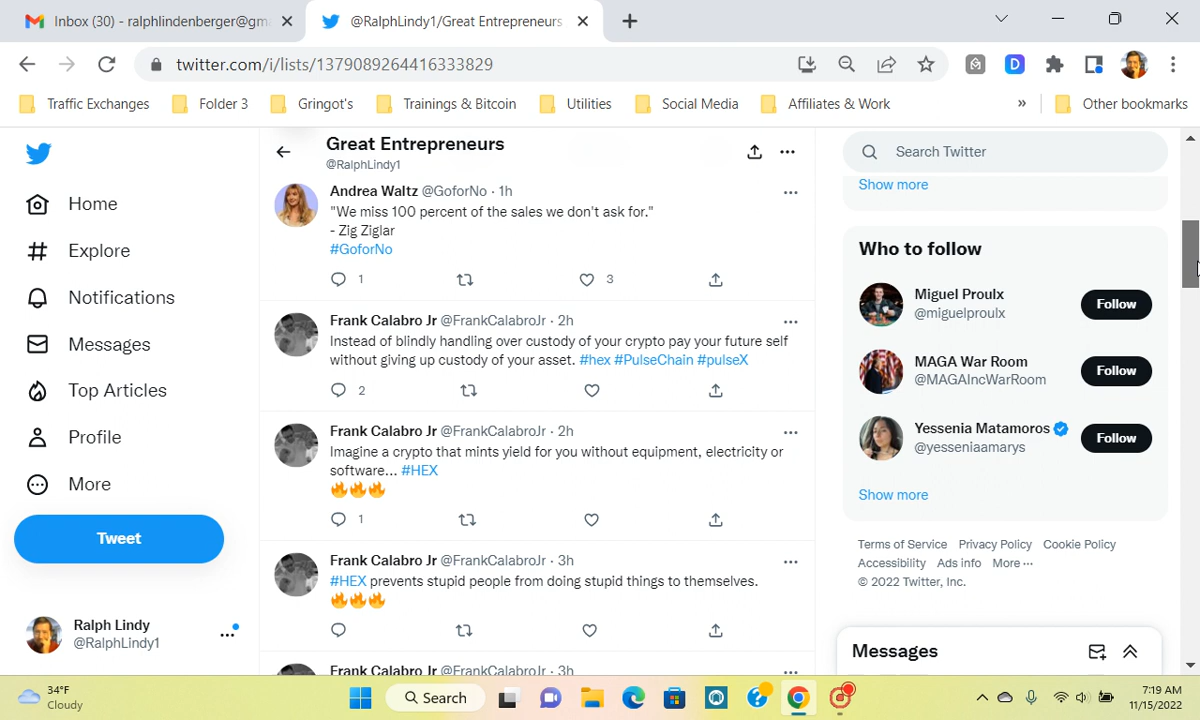 Inbox (30) - ralphlindenberger@gm
@RalphLindy1/Great Entrepreneurs
twitter.com/i/lists/1379089264416333829
Traffic Exchanges
Folder 3
Gringot's
Trainings & Bitcoin
Utilities
Social Media
Affiliates & Work
»
Other bookmarks
Home
Explore
Notifications
Messages
Top Articles
Profile
More
Tweet
Ralph Lindy
@RalphLindy1
Great Entrepreneurs
@RalphLindy1
Andrea Waltz @GoforNo · 1h
"We miss 100 percent of the sales we don't ask for."
- Zig Ziglar
#GoforNo
1
3
Frank Calabro Jr @FrankCalabroJr · 2h
Instead of blindly handling over custody of your crypto pay your future self
without giving up custody of your asset. #hex #PulseChain #pulseX
2
Frank Calabro Jr @FrankCalabroJr · 2h
Imagine a crypto that mints yield for you without equipment, electricity or
software... #HEX
🔥🔥🔥
1
Frank Calabro Jr @FrankCalabroJr · 3h
#HEX prevents stupid people from doing stupid things to themselves.
🔥🔥🔥
Frank Calabro Jr @FrankCalabroJr · 3h
Search Twitter
Show more
Who to follow
Miguel Proulx
@miguelproulx
Follow
MAGA War Room
@MAGAIncWarRoom
Follow
Yessenia Matamoros
@yesseniaamarys
Follow
Show more
Terms of Service Privacy Policy Cookie Policy
Accessibility Ads info More ···
© 2022 Twitter, Inc.
Messages
34°F
Cloudy
Search
7:19 AM
11/15/2022